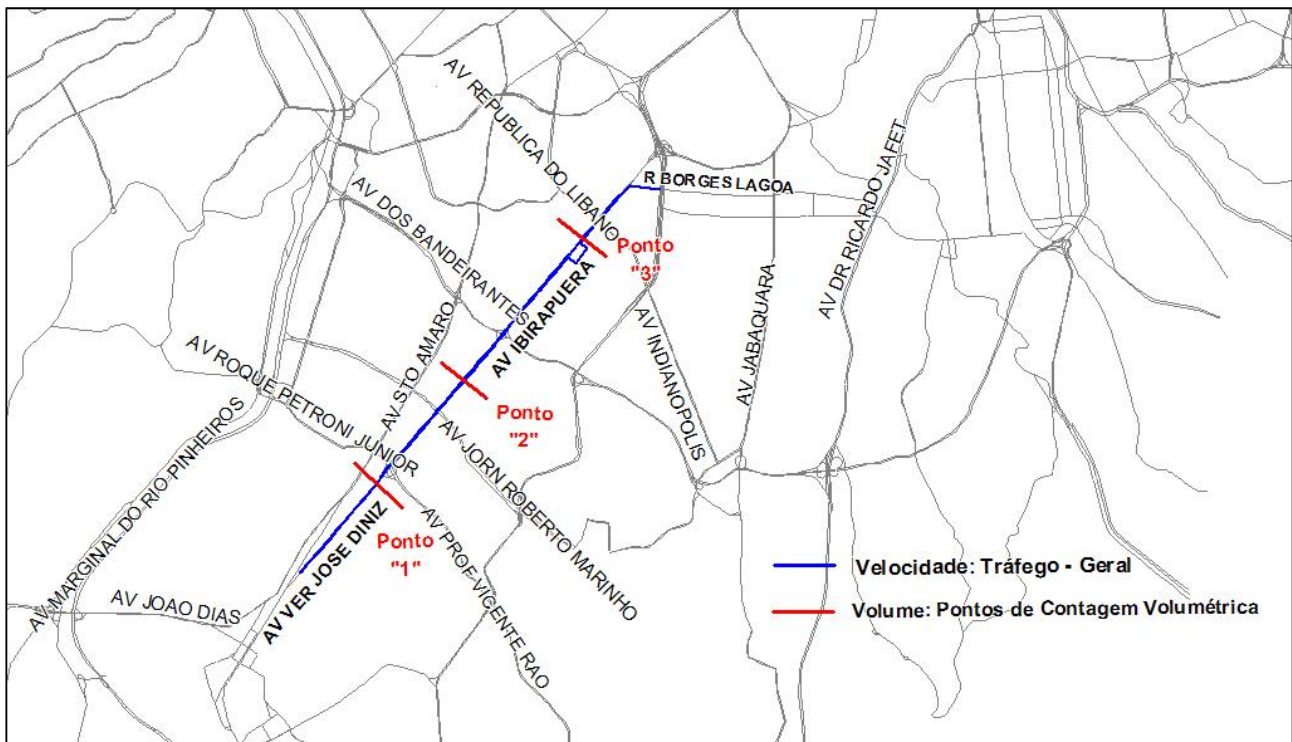 AV REPUBLICA DO LIBANO
R BORGES LAGOA
AV DR RICARDO JAFET
AV DOS BANDEIRANTES
Ponto
"3"
AV IBIRAPUERA
AV INDIANOPOLIS
AV JABAQUARA
AV STO AMARO
AV ROQUE PETRONI JUNIOR
Ponto
"2"
AV MARGINAL DO RIO PINHEIROS
AV JORN ROBERTO MARINHO
AV PROF VICENTE RAO
Ponto
"1"
AV VER JOSE DINIZ
AV JOAO DIAS
Velocidade: Tráfego - Geral
Volume: Pontos de Contagem Volumétrica